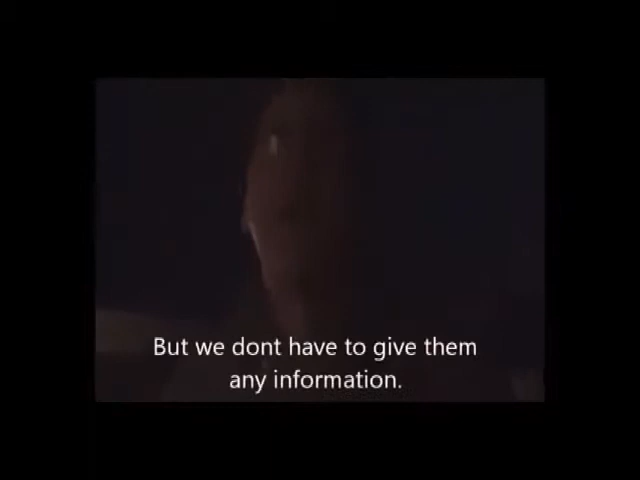 But we dont have to give them
any information.